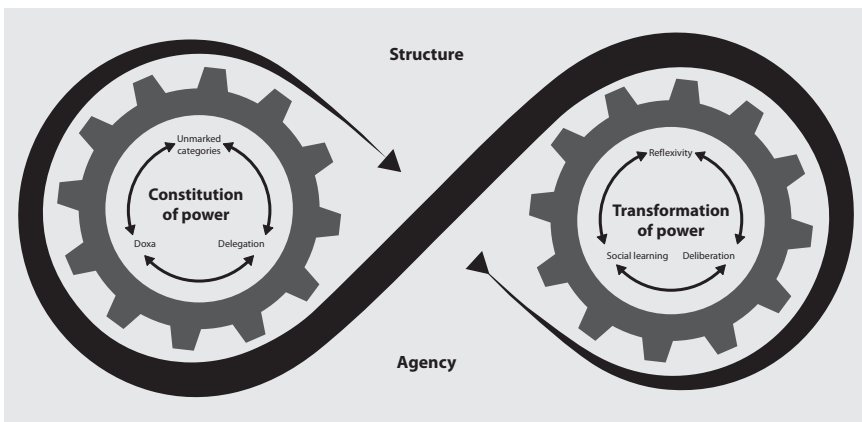 Structure
Unmarked
categories
Constitution
of power
Doxa
Delegation
Reflexivity
Transformation
of power
Social learning
Deliberation
Agency